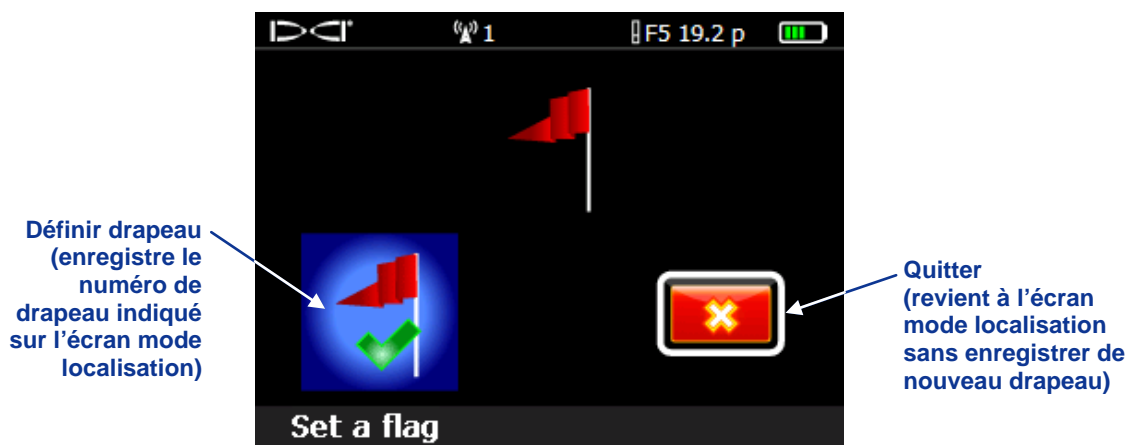 DCI
1
F5 19.2 p
Définir drapeau
(enregistre le
numéro de
drapeau indiqué
sur l’écran mode
localisation)
Quitter
(revient à l’écran
mode localisation
sans enregistrer de
nouveau drapeau)
Set a flag